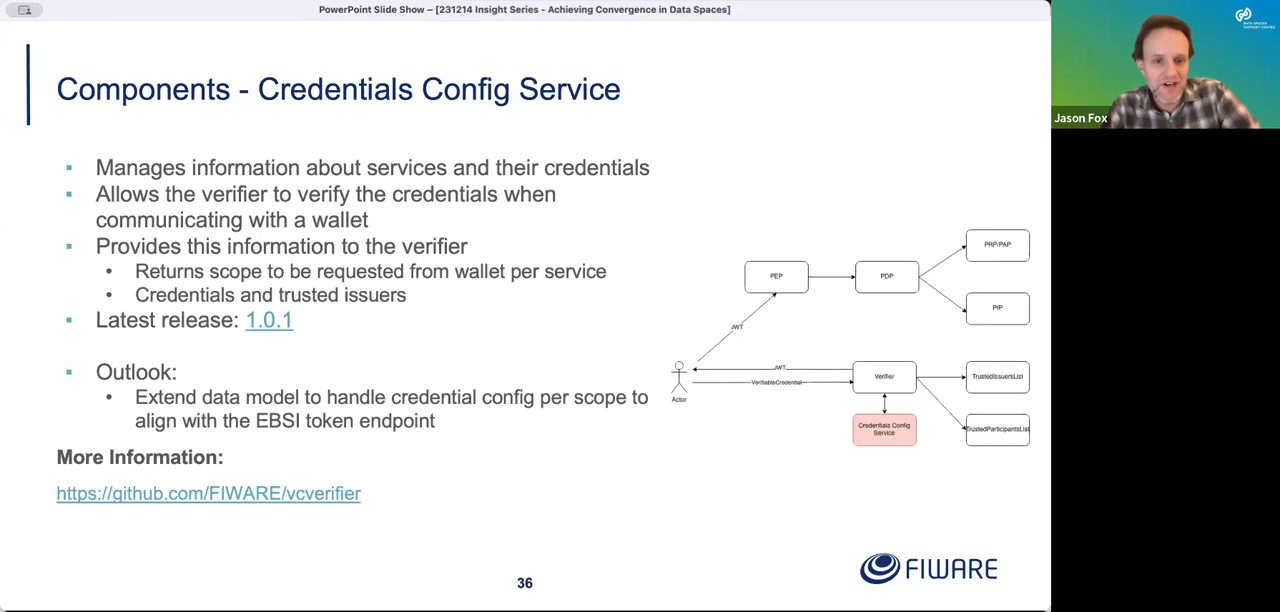 PowerPoint Slide Show – [231214 Insight Series - Achieving Convergence in Data Spaces]
Components - Credentials Config Service
Manages information about services and their credentials
Allows the verifier to verify the credentials when
communicating with a wallet
Provides this information to the verifier
Returns scope to be requested from wallet per service
Credentials and trusted issuers
Latest release: 1.0.1
Outlook:
Extend data model to handle credential config per scope to
align with the EBSI token endpoint
More Information:
https://github.com/FIWARE/vcverifier
PRP/PAP
PEP
PDP
PIP
JWT
JWT
VerifiableCredential
Actor
Verifier
TrustedIssuersList
Credentials Config
Service
TrustedParticipantsList
36
FIWARE
Jason Fox
DATA SPACES
SUPPORT CENTRE